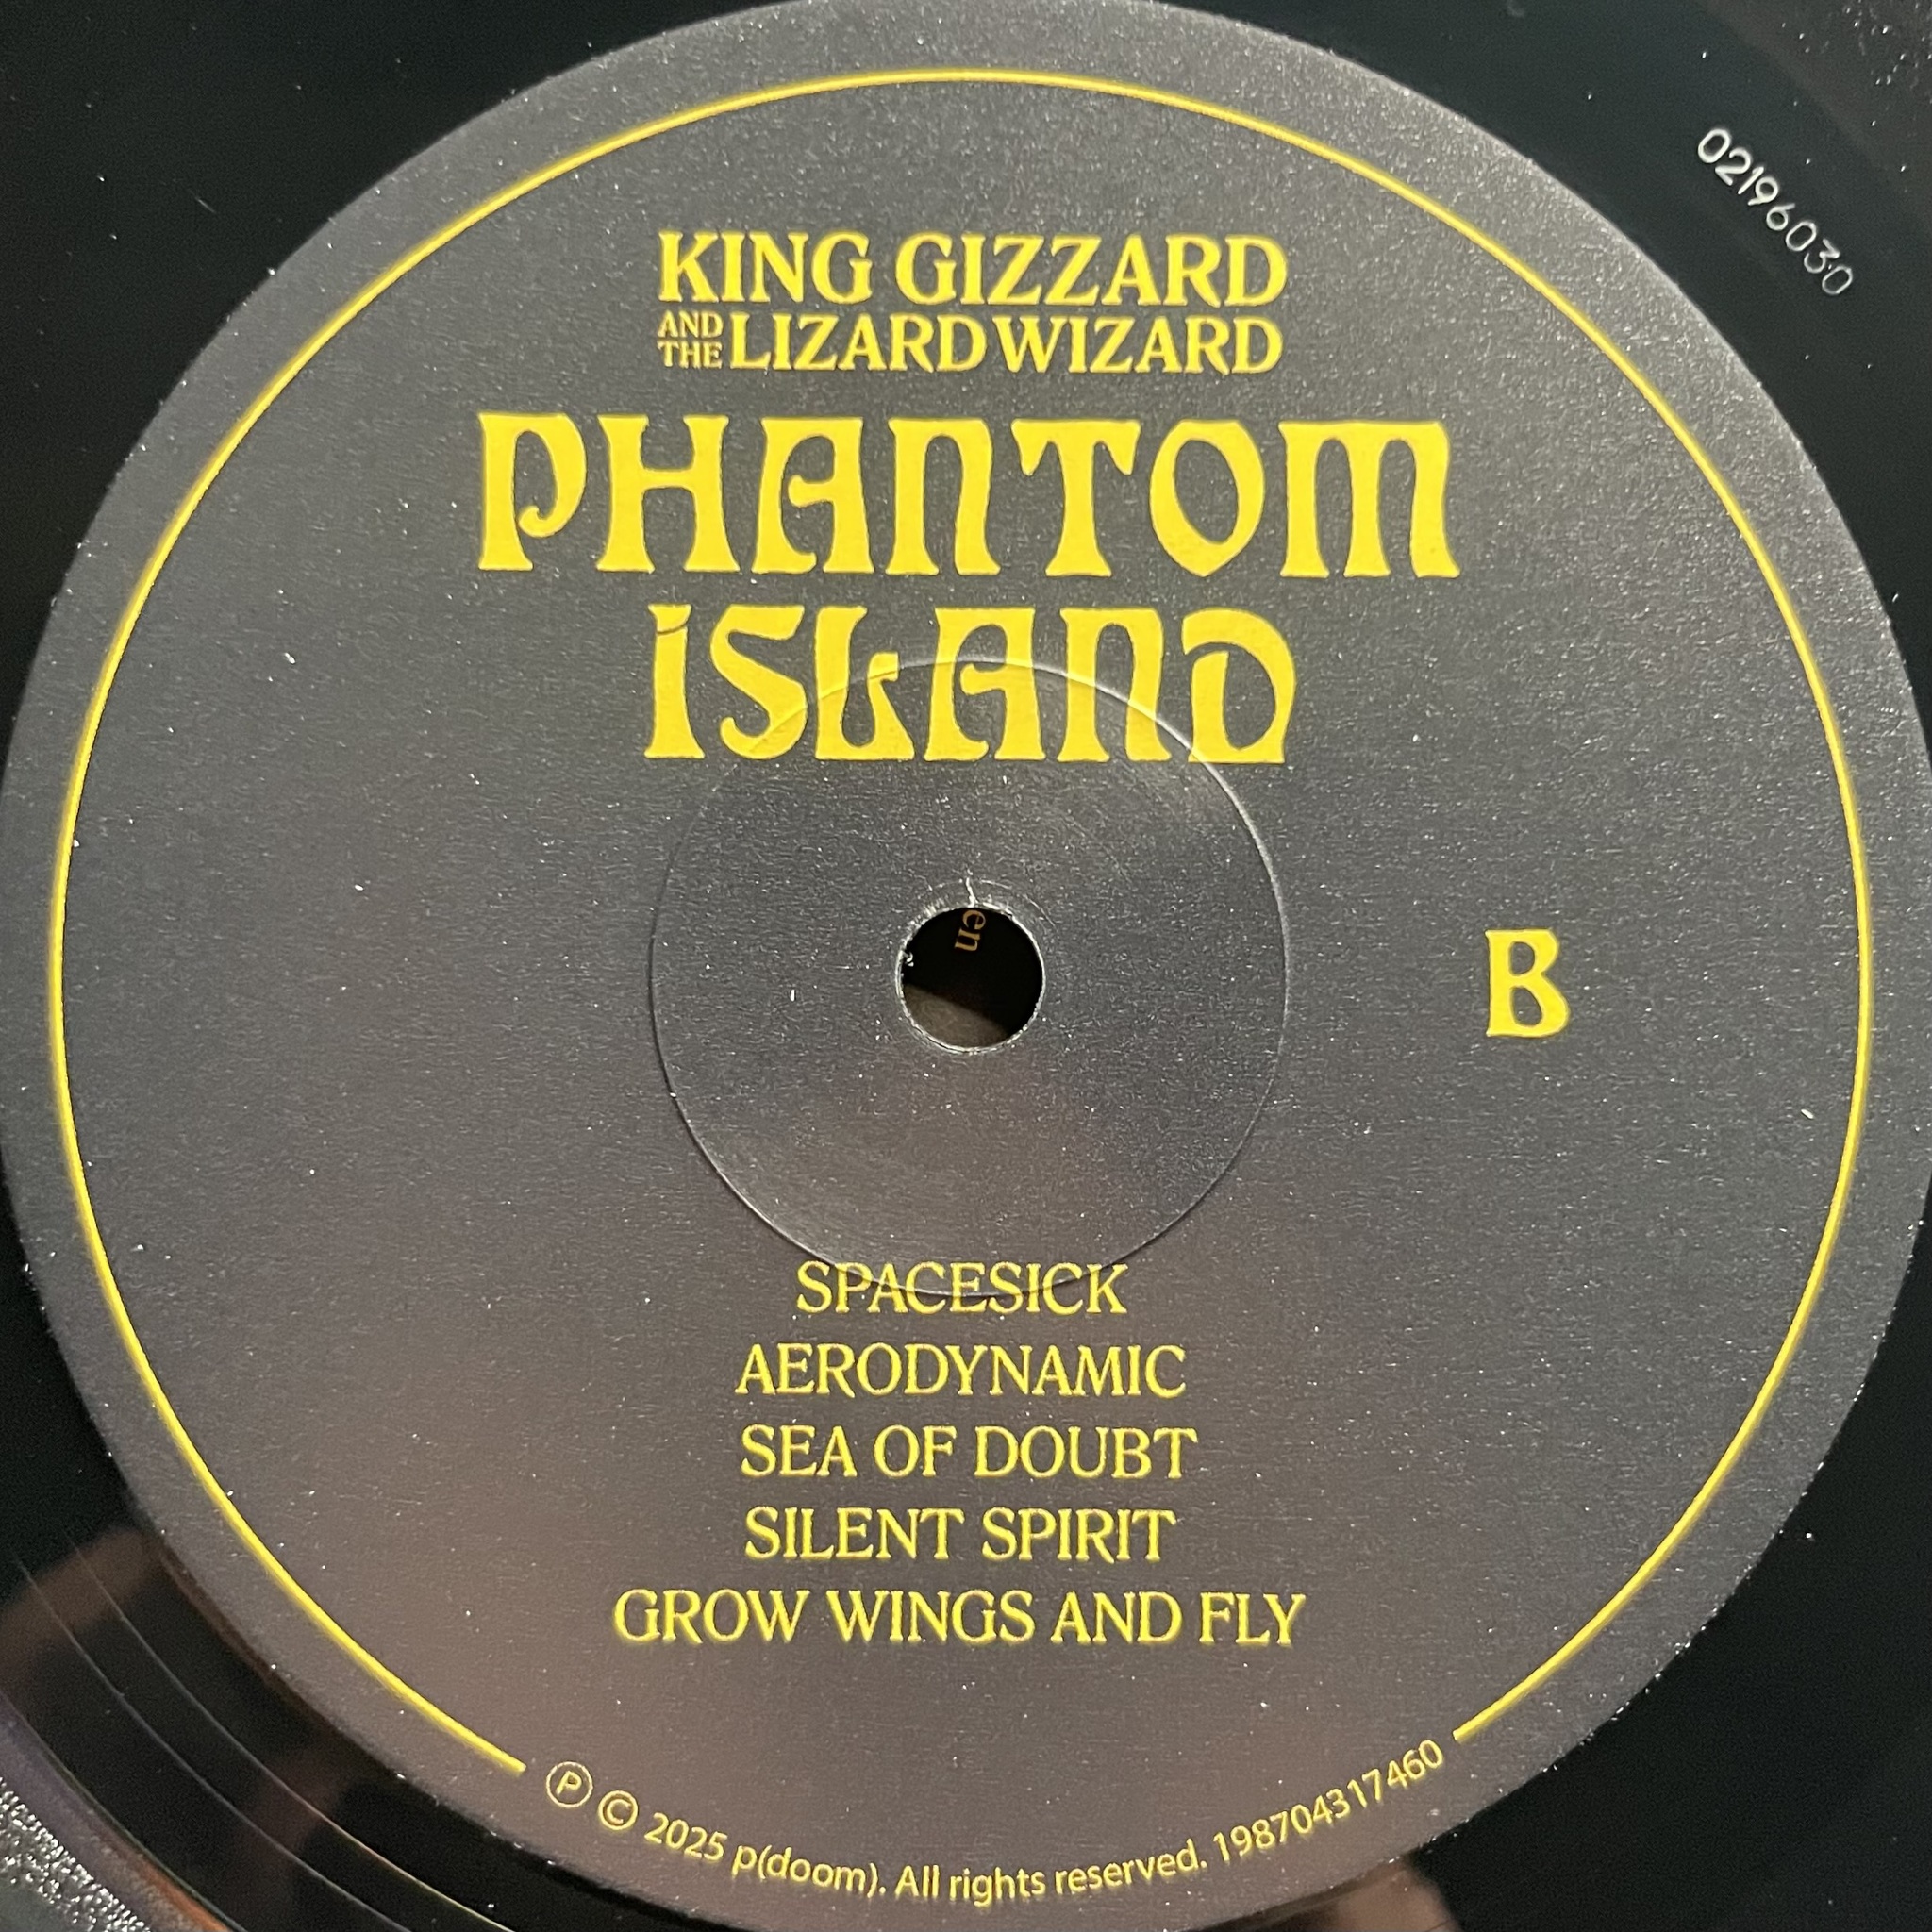 02196030
KING GIZZARD
AND THE LIZARD WIZARD
PHANTOM
ISLAND
en
B
SPACESICK
AERODYNAMIC
SEA OF DOUBT
SILENT SPIRIT
GROW WINGS AND FLY
℗ © 2025 p(doom). All rights reserved. 198704317460